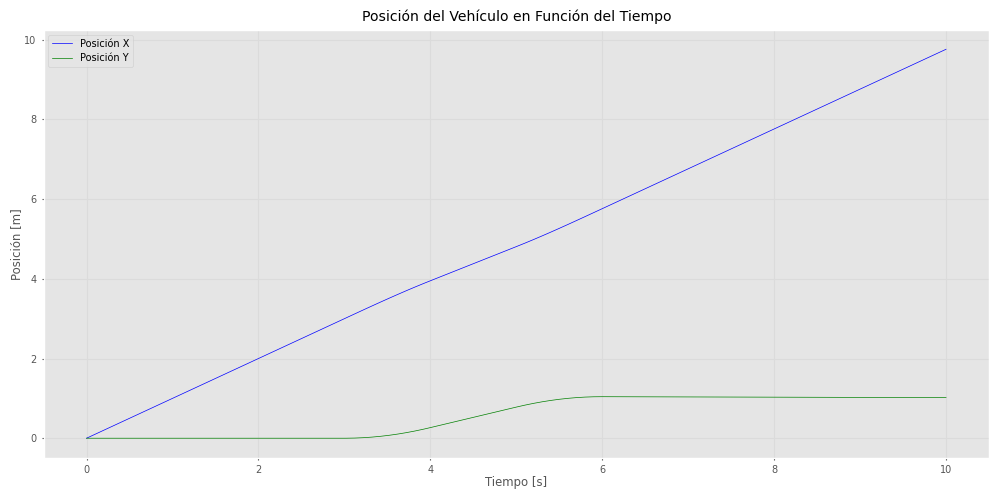 Posición del Vehículo en Función del Tiempo
Posición X
Posición Y
Posición [m]
10
8
6
4
2
0
0 2 4 6 8 10
Tiempo [s]